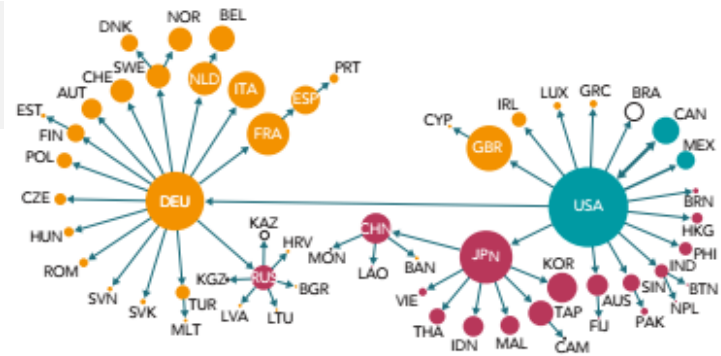 NOR
BEL
DNK
SWE
CHE
NLD
ITA
PRT
AUT
ESP
EST
FIN
FRA
POL
CZE
DEU
HUN
ROM
SVN
SVK
TUR
MLT
KAZ
RUS
HRV
KGZ
BGR
LVA
LTU
LUX
GRC
BRA
IRL
CAN
CYP
GBR
MEX
USA
BRN
HKG
PHI
IND
BTN
NPL
SIN
PAK
AUS
FIJ
CHN
MON
LAO
BAN
JPN
KOR
VIE
TAP
THA
IDN
MAL
CAM